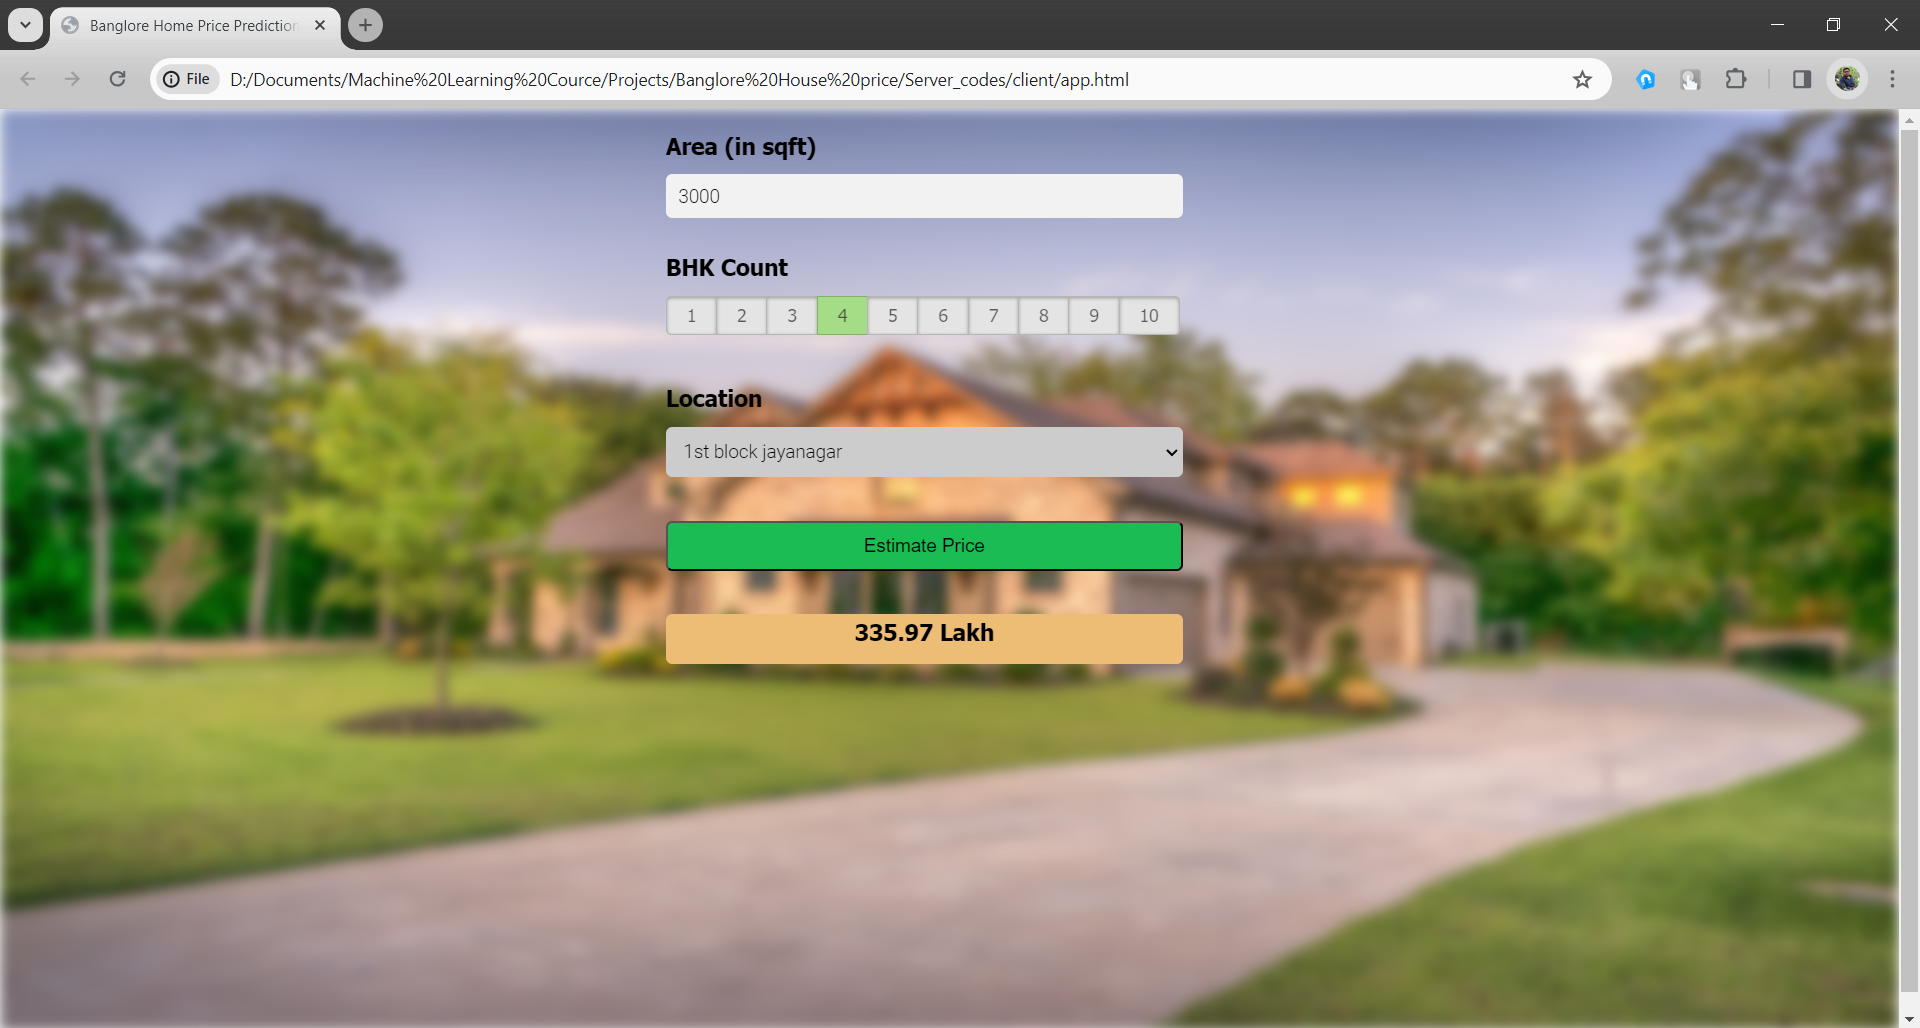 Banglore Home Price Prediction
File D:/Documents/Machine%20Learning%20Cource/Projects/Banglore%20House%20price/Server_codes/client/app.html
Area (in sqft)
3000
BHK Count
1 2 3 4 5 6 7 8 9 10
Location
1st block jayanagar
Estimate Price
335.97 Lakh